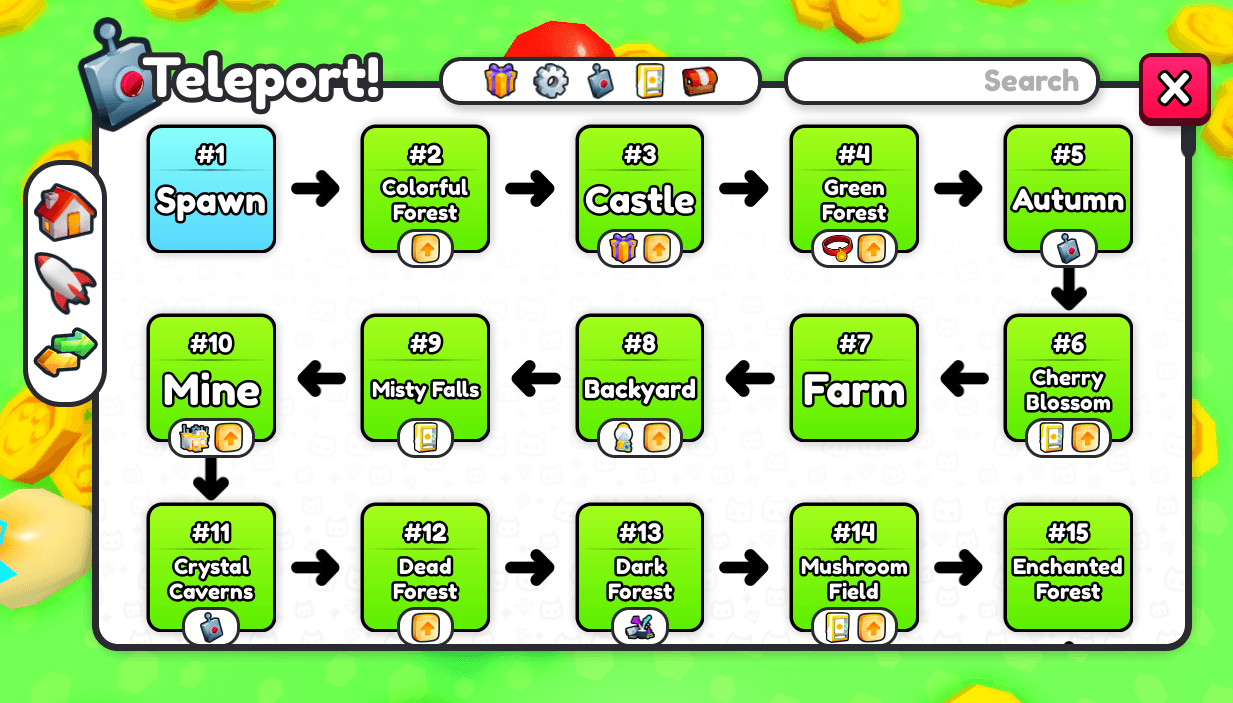 Teleport!
Search
#1
Spawn
#2
Colorful
Forest
#3
Castle
#4
Green
Forest
#5
Autumn
#10
Mine
#9
Misty Falls
#8
Backyard
#7
Farm
#6
Cherry
Blossom
#11
Crystal
Caverns
#12
Dead
Forest
#13
Dark
Forest
#14
Mushroom
Field
#15
Enchanted
Forest